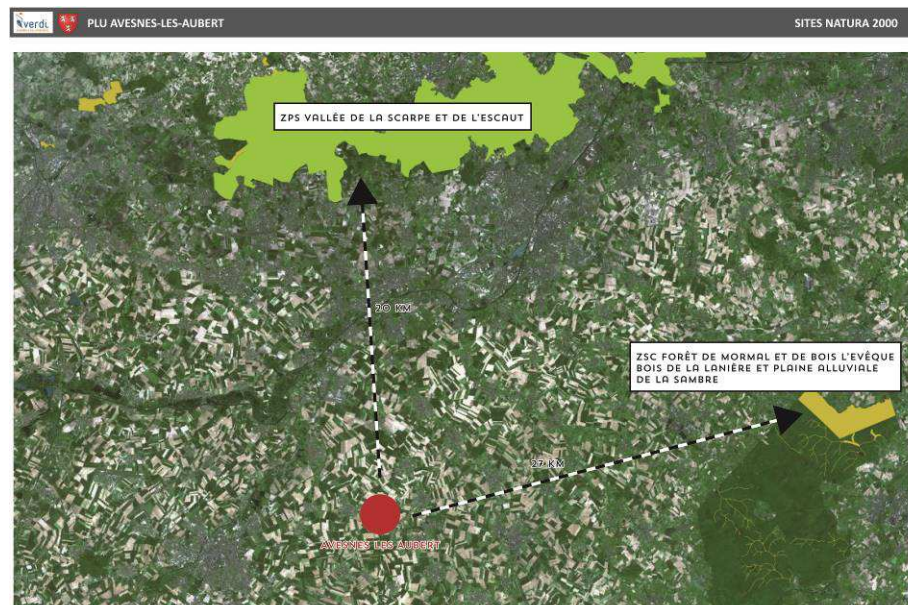 verdi
PLU AVESNES-LES-AUBERT
SITES NATURA 2000
ZPS VALLÉE DE LA SCARPE ET DE L'ESCAUT
20 KM
ZSC FORÊT DE MORMAL ET DE BOIS L'EVÊQUE
BOIS DE LA LANIÈRE ET PLAINE ALLUVIALE
DE LA SAMBRE
27 KM
AVESNES LES AUBERT